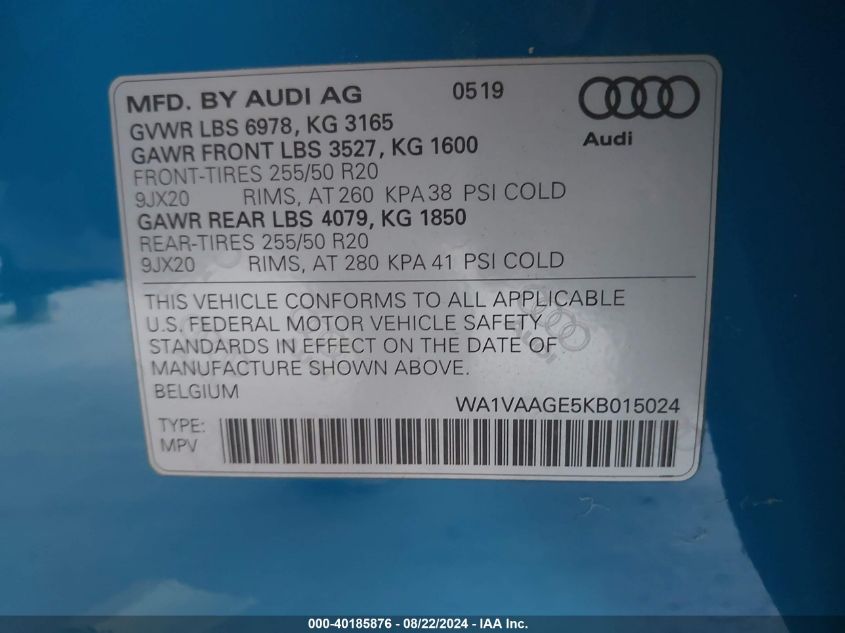 MFD. BY AUDI AG 0519
GVWR LBS 6978, KG 3165
GAWR FRONT LBS 3527, KG 1600
Audi
FRONT-TIRES 255/50 R20
9JX20 RIMS, AT 260 KPA 38 PSI COLD
GAWR REAR LBS 4079, KG 1850
REAR-TIRES 255/50 R20
9JX20 RIMS, AT 280 KPA 41 PSI COLD
THIS VEHICLE CONFORMS TO ALL APPLICABLE
U.S. FEDERAL MOTOR VEHICLE SAFETY
STANDARDS IN EFFECT ON THE DATE OF
MANUFACTURE SHOWN ABOVE.
BELGIUM
WA1VAAGE5KB015024
TYPE:
MPV
000-40185876 - 08/22/2024 - IAA Inc.